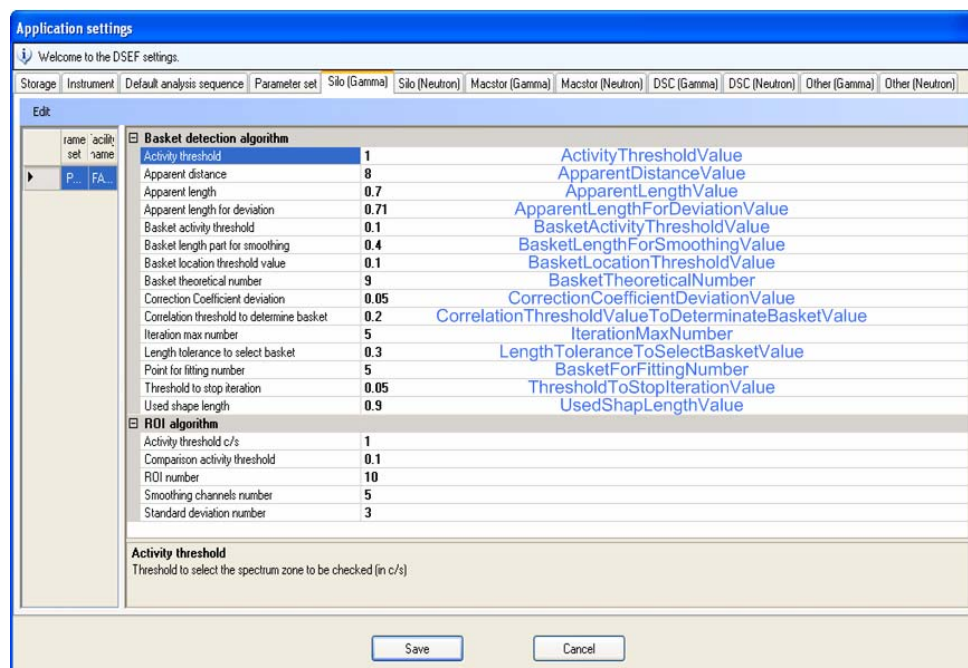 Application settings
Welcome to the DSEF settings.
Storage Instrument Default analysis sequence Parameter set Silo (Gamma) Silo (Neutron) Macstor (Gamma) Macstor (Neutron) DSC (Gamma) DSC (Neutron) Other (Gamma) Other (Neutron)
Edit
rame set acility name
P... FA...
Basket detection algorithm
Activity threshold 1 ActivityThresholdValue
Apparent distance 8 ApparentDistanceValue
Apparent length 0.7 ApparentLengthValue
Apparent length for deviation 0.71 ApparentLengthForDeviationValue
Basket activity threshold 0.1 BasketActivityThresholdValue
Basket length part for smoothing 0.4 BasketLengthForSmoothingValue
Basket location threshold value 0.1 BasketLocationThresholdValue
Basket theoretical number 9 BasketTheoreticalNumber
Correction Coefficient deviation 0.05 CorrectionCoefficientDeviationValue
Correlation threshold to determine basket 0.2 CorrelationThresholdValueToDeterminateBasketValue
Iteration max number 5 IterationMaxNumber
Length tolerance to select basket 0.3 LengthToleranceToSelectBasketValue
Point for fitting number 5 BasketForFittingNumber
Threshold to stop iteration 0.05 ThresholdToStopIterationValue
Used shape length 0.9 UsedShapLengthValue
ROI algorithm
Activity threshold c/s 1
Comparison activity threshold 0.1
ROI number 10
Smoothing channels number 5
Standard deviation number 3
Activity threshold
Threshold to select the spectrum zone to be checked (in c/s)
Save Cancel